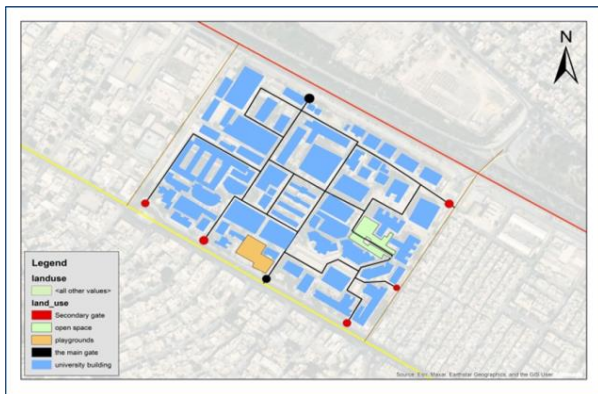 N
Legend
landuse
<all other values>
land_use
Secondary gate
open space
playgrounds
the main gate
university building
Source: Esri, Maxar, Earthstar Geographics, and the GIS User